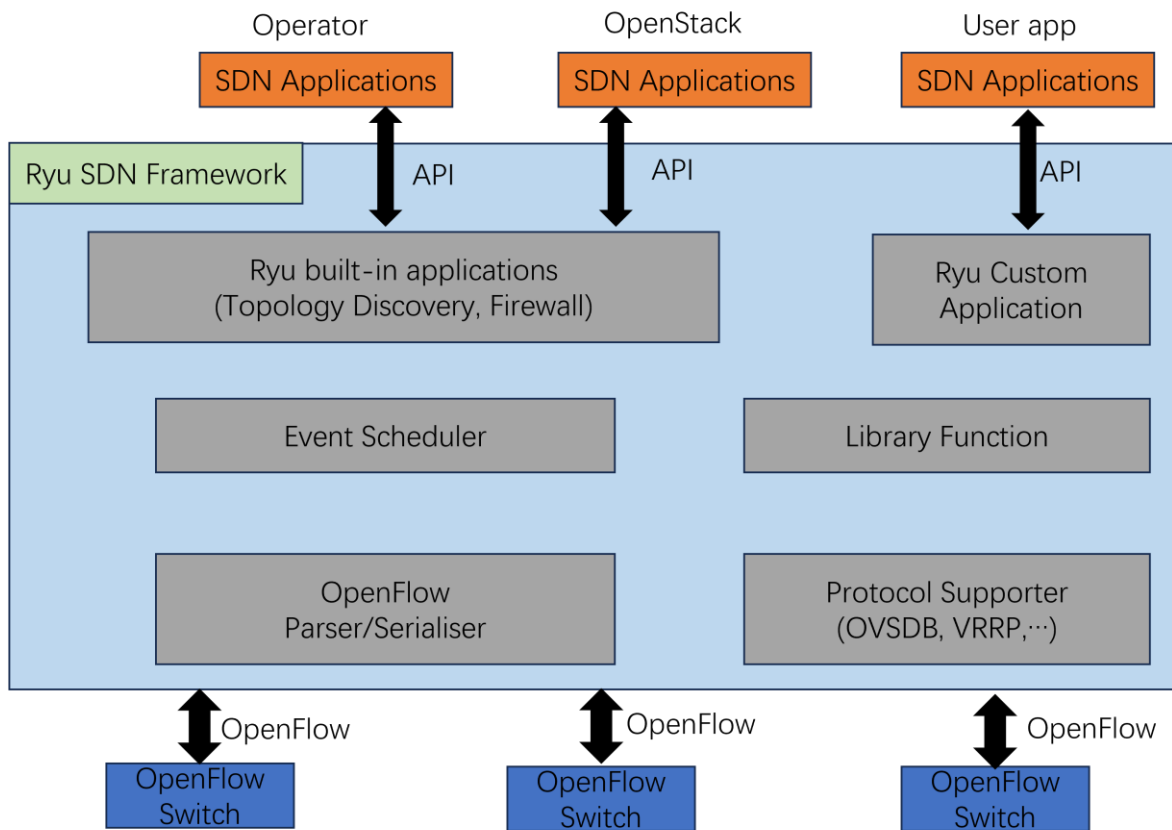 Operator
OpenStack
User app
SDN Applications
SDN Applications
SDN Applications
Ryu SDN Framework
API
API
API
Ryu built-in applications
(Topology Discovery, Firewall)
Ryu Custom
Application
Event Scheduler
Library Function
OpenFlow
Parser/Serialiser
Protocol Supporter
(OVSDB, VRRP,⋯)
OpenFlow
OpenFlow
OpenFlow
OpenFlow
Switch
OpenFlow
Switch
OpenFlow
Switch